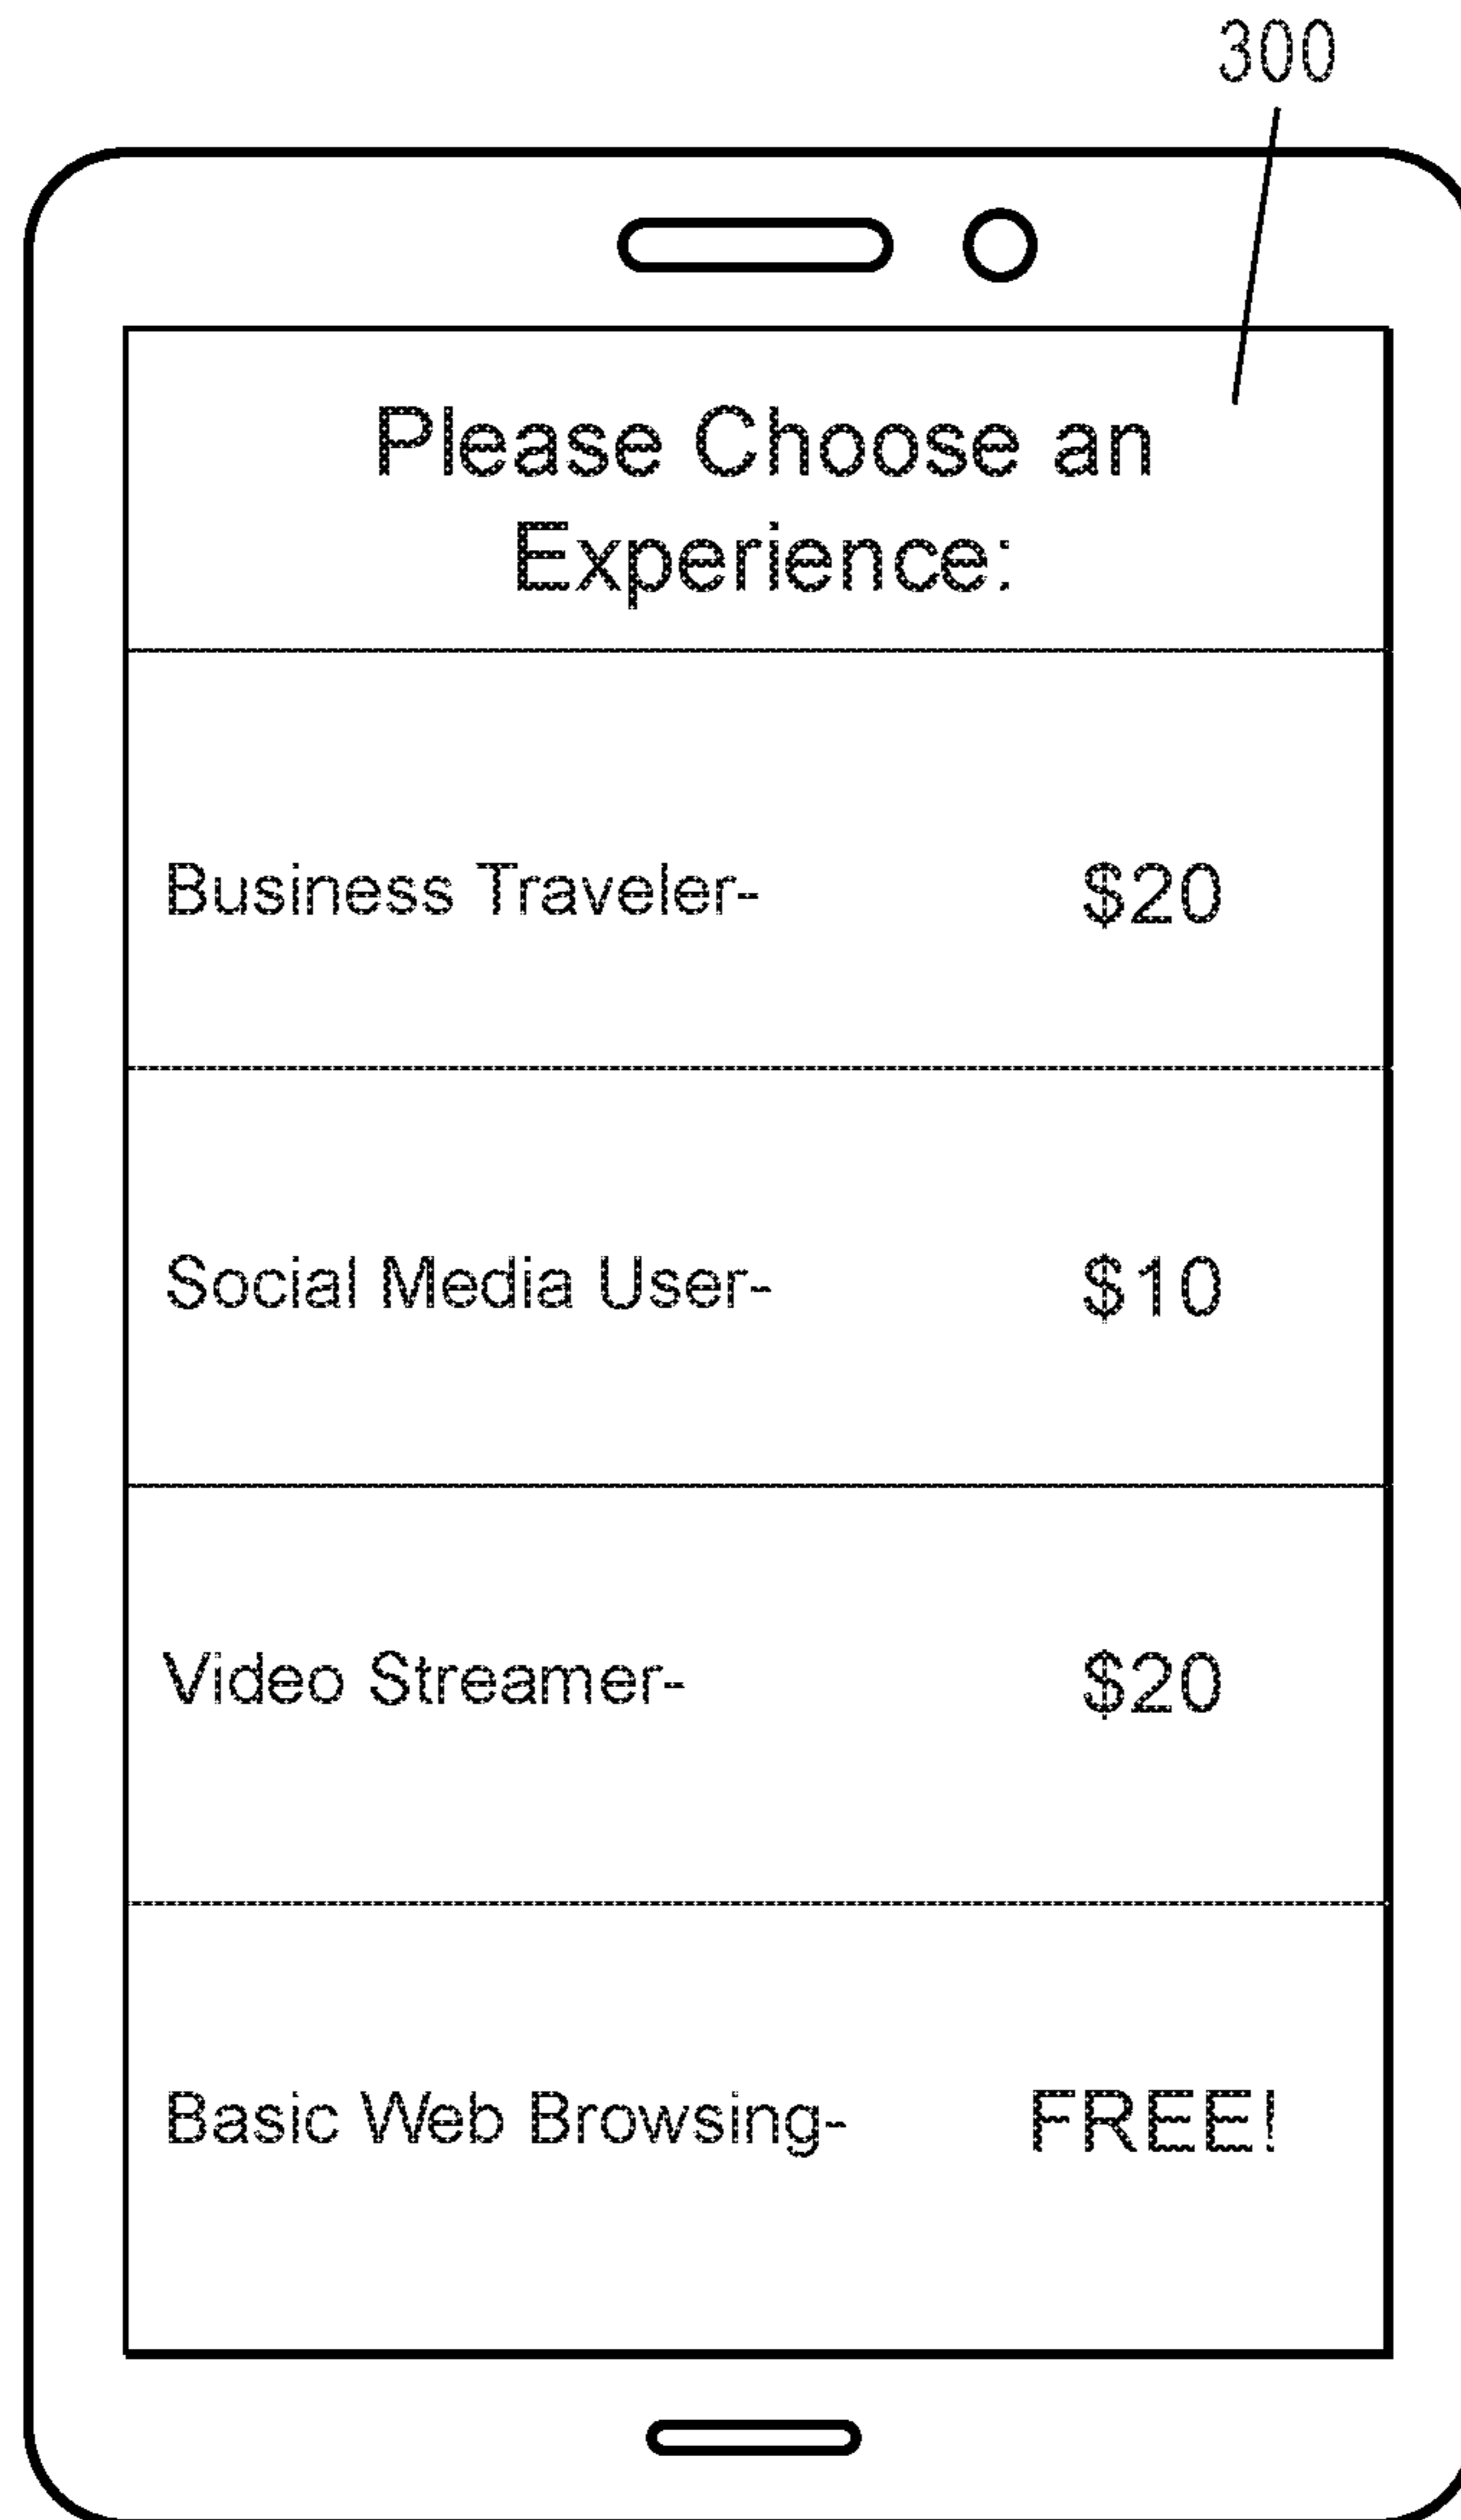 300
Please Choose an
Experience:
Business Traveler- $20
Social Media User- $10
Video Streamer- $20
Basic Web Browsing- FREE!